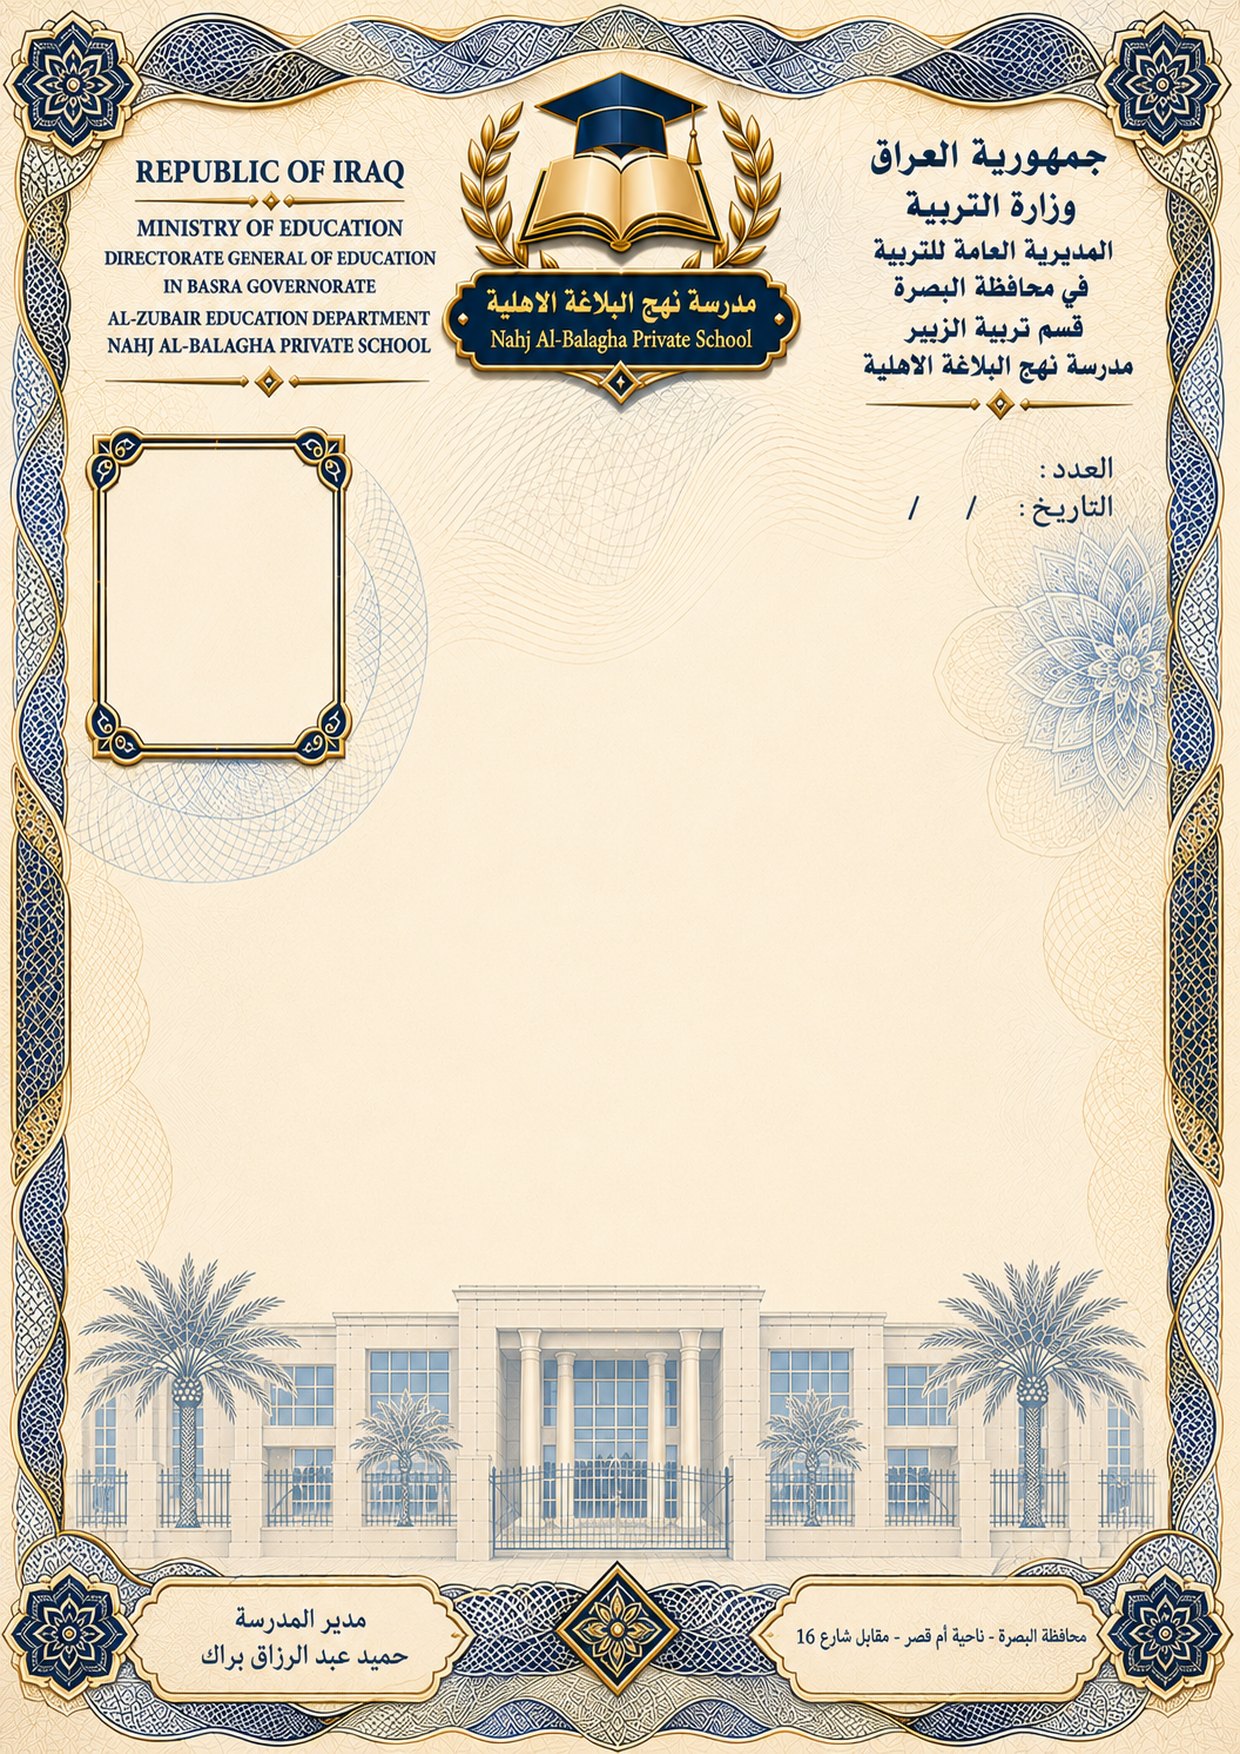 REPUBLIC OF IRAQ
MINISTRY OF EDUCATION
DIRECTORATE GENERAL OF EDUCATION
IN BASRA GOVERNORATE
AL-ZUBAIR EDUCATION DEPARTMENT
NAHJ AL-BALAGHA PRIVATE SCHOOL
مدرسة نهج البلاغة الاهلية
Nahj Al-Balagha Private School
جمهورية العراق
وزارة التربية
المديرية العامة للتربية
في محافظة البصرة
قسم تربية الزبير
مدرسة نهج البلاغة الاهلية
العدد :
التاريخ : / /
مدير المدرسة
حميد عبد الرزاق براك
محافظة البصرة - ناحية أم قصر - مقابل شارع 16